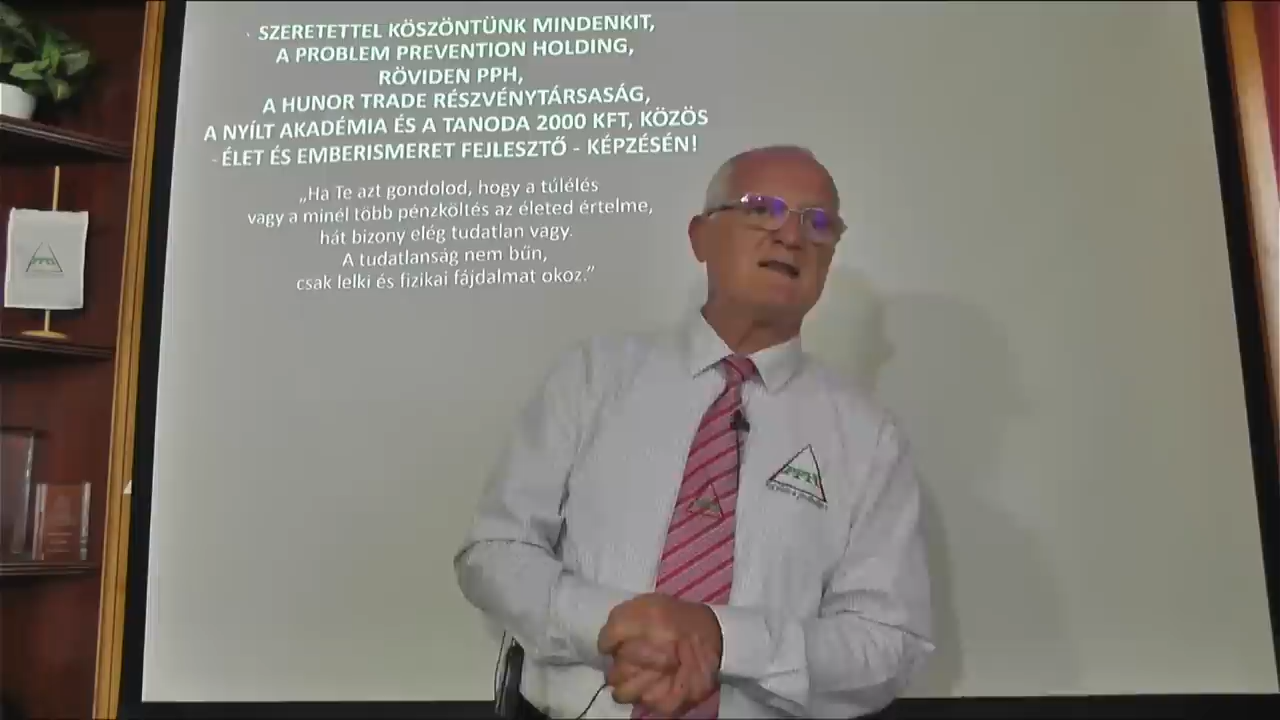 SZERETETTEL KÖSZÖNTÜNK MINDENKIT,
A PROBLEM PREVENTION HOLDING,
RÖVIDEN PPH,
A HUNOR TRADE RÉSZVÉNYTÁRSASÁG,
A NYÍLT AKADÉMIA ÉS A TANODA 2000 KFT, KÖZÖS
- ÉLET ÉS EMBERISMERET FEJLESZTŐ - KÉPZÉSÉN!
„Ha Te azt gondolod, hogy a túlélés
vagy a minél több pénzköltés az életed értelme,
hát bizony elég tudatlan vagy.
A tudatlanság nem bűn,
csak lelki és fizikai fájdalmat okoz.”
PPH
PPH